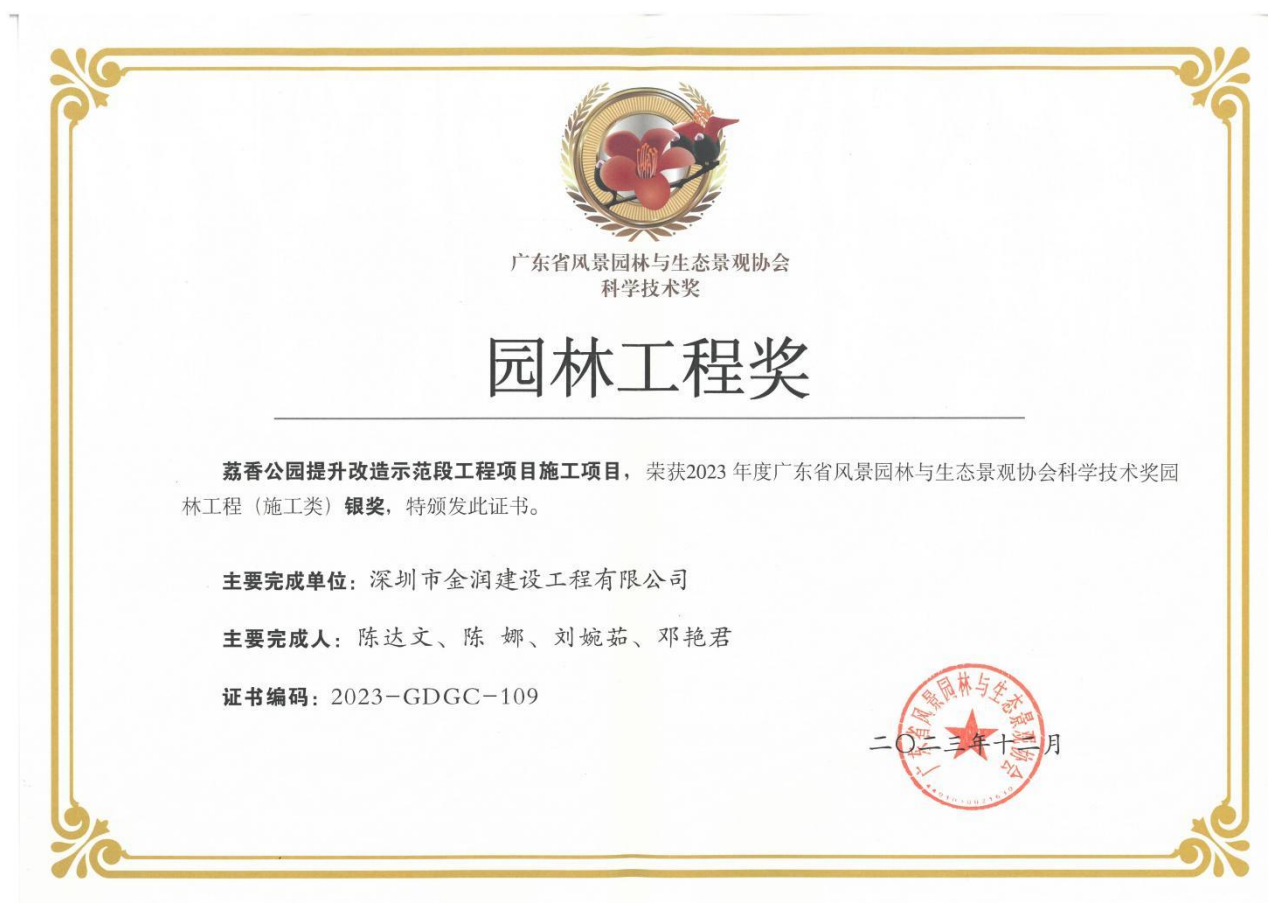 广东省风景园林与生态景观协会
科学技术奖
园林工程奖
荔香公园提升改造示范段工程项目施工项目，荣获2023 年度广东省风景园林与生态景观协会科学技术奖园
林工程（施工类）银奖，特颁发此证书。
主要完成单位：深圳市金润建设工程有限公司
主要完成人：陈达文、陈 娜、刘婉茹、邓艳君
证书编码：2023-GDGC-109
广东省风景园林与生态景观协会
二〇二三年十二月